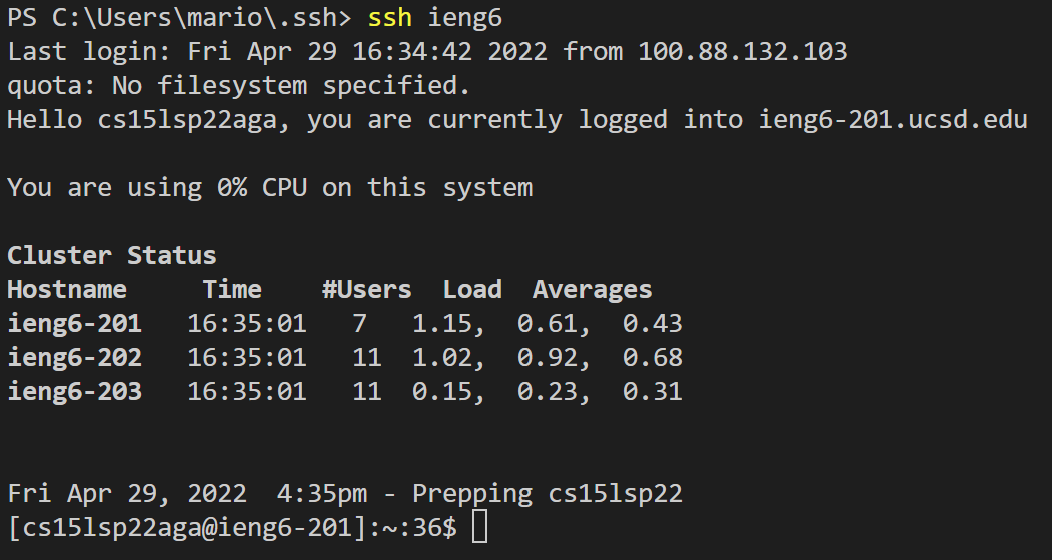 PS C:\Users\mario\.ssh> ssh ieng6
Last login: Fri Apr 29 16:34:42 2022 from 100.88.132.103
quota: No filesystem specified.
Hello cs15lsp22aga, you are currently logged into ieng6-201.ucsd.edu
You are using 0% CPU on this system
Cluster Status
Hostname     Time    #Users  Load  Averages
ieng6-201   16:35:01   7   1.15,  0.61,  0.43
ieng6-202   16:35:01   11  1.02,  0.92,  0.68
ieng6-203   16:35:01   11  0.15,  0.23,  0.31
Fri Apr 29, 2022  4:35pm - Prepping cs15lsp22
[cs15lsp22aga@ieng6-201]:~:36$